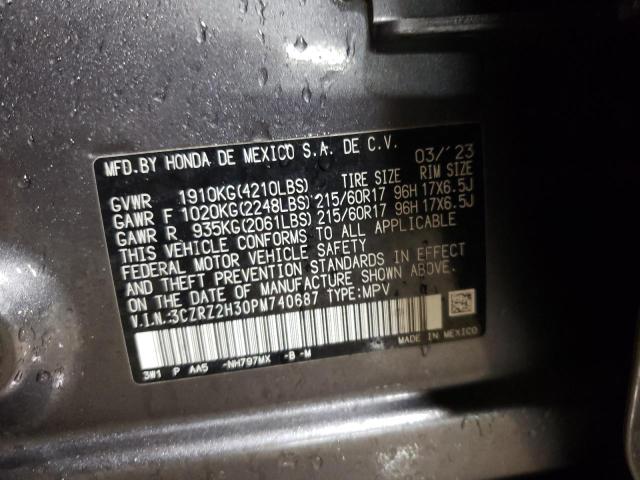 MFD. BY HONDA DE MEXICO S.A. DE C.V. 03/'23
TIRE SIZE RIM SIZE
GVWR 1910KG(4210LBS)
GAWR F 1020KG(2248LBS) 215/60R17 96H 17X6.5J
GAWR R 935KG(2061LBS) 215/60R17 96H 17X6.5J
THIS VEHICLE CONFORMS TO ALL APPLICABLE
FEDERAL MOTOR VEHICLE SAFETY
AND THEFT PREVENTION STANDARDS IN EFFECT
ON THE DATE OF MANUFACTURE SHOWN ABOVE.
V.I.N.:3CZRZ2H30PM740687 TYPE:MPV
MADE IN MEXICO
3W1 P AA5 -NH797MX -B -M